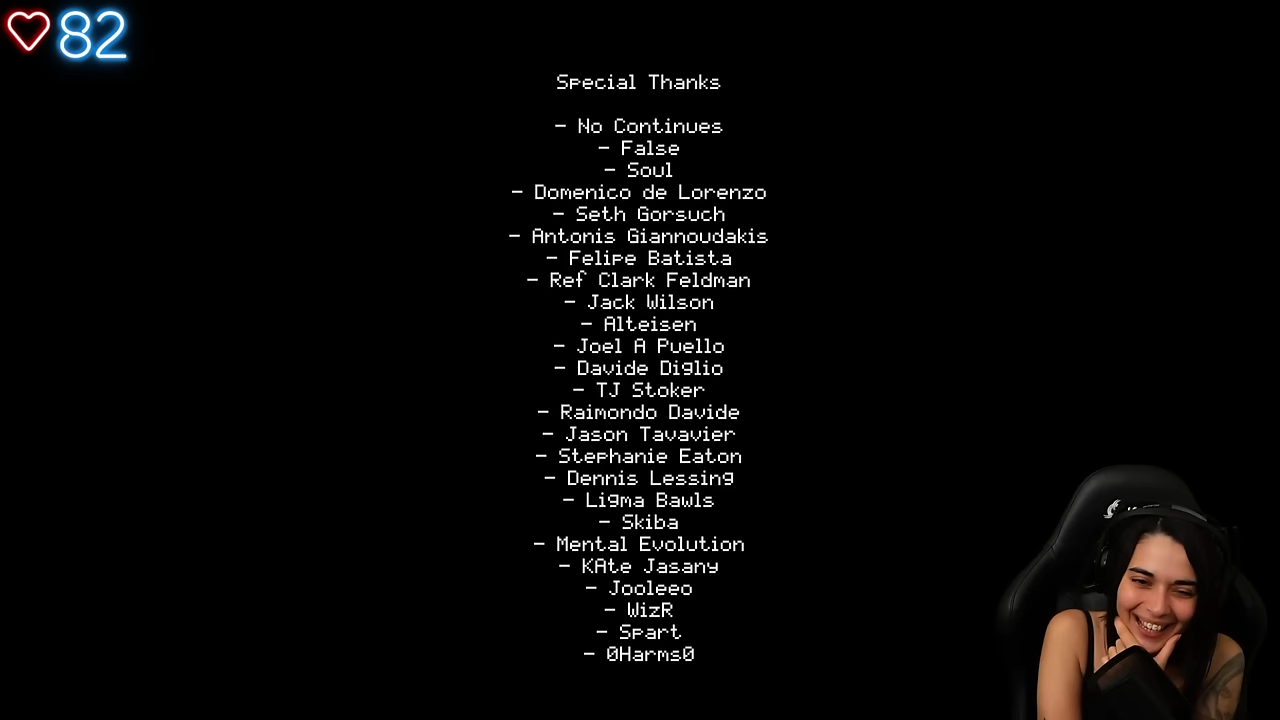 82
Special Thanks
- No Continues
- False
- Soul
- Domenico de Lorenzo
- Seth Gorsuch
- Antonis Giannoudakis
- Felipe Batista
- Ref Clark Feldman
- Jack Wilson
- Alteisen
- Joel A Puello
- Davide Diglio
- TJ Stoker
- Raimondo Davide
- Jason Tavavier
- Stephanie Eaton
- Dennis Lessing
- Ligma Bawls
- Skiba
- Mental Evolution
- KAte Jasany
- Jooleeo
- WizR
- Spart
- 0Harms0